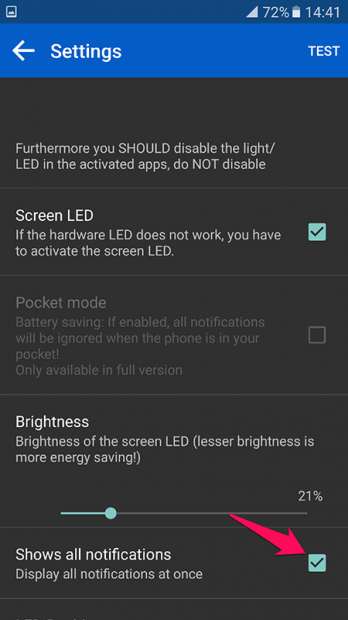 72% 14:41
Settings
TEST
Furthermore you SHOULD disable the light/
LED in the activated apps, do NOT disable
Screen LED
If the hardware LED does not work, you have
to activate the screen LED.
Pocket mode
Battery saving: If enabled, all notifications
will be ignored when the phone is in your
pocket!
Only available in full version
Brightness
Brightness of the screen LED (lesser brightness is
more energy saving!)
21%
Shows all notifications
Display all notifications at once